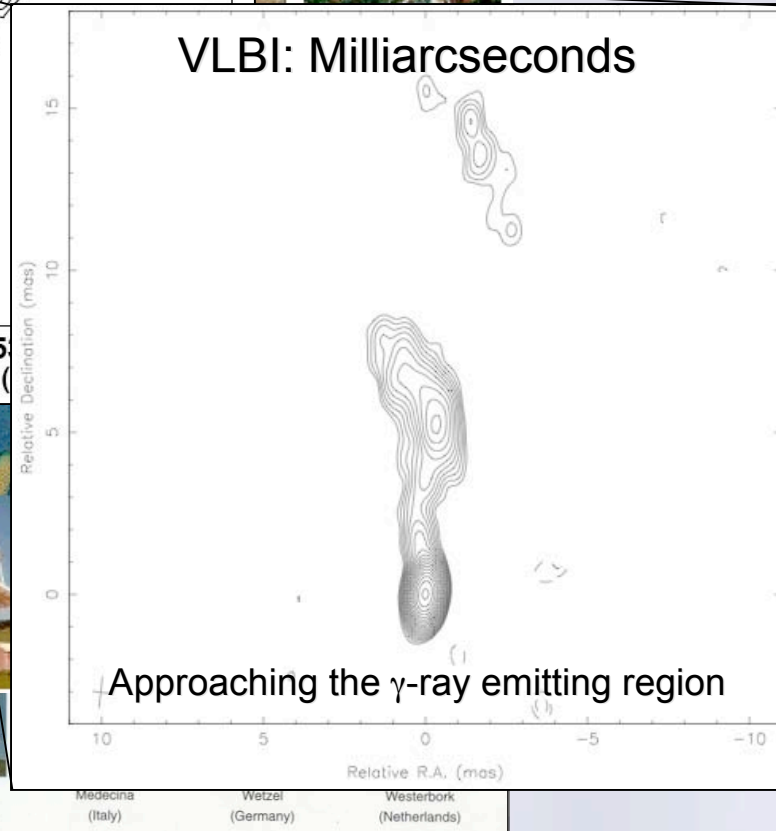 VLBI: Milliarcseconds
15
10
5
0
Relative Declination (mas)
Approaching the γ-ray emitting region
10 5 0 −5 −10
Relative R.A. (mas)
Medecina Wetzel Westerbork
(Italy) (Germany) (Netherlands)